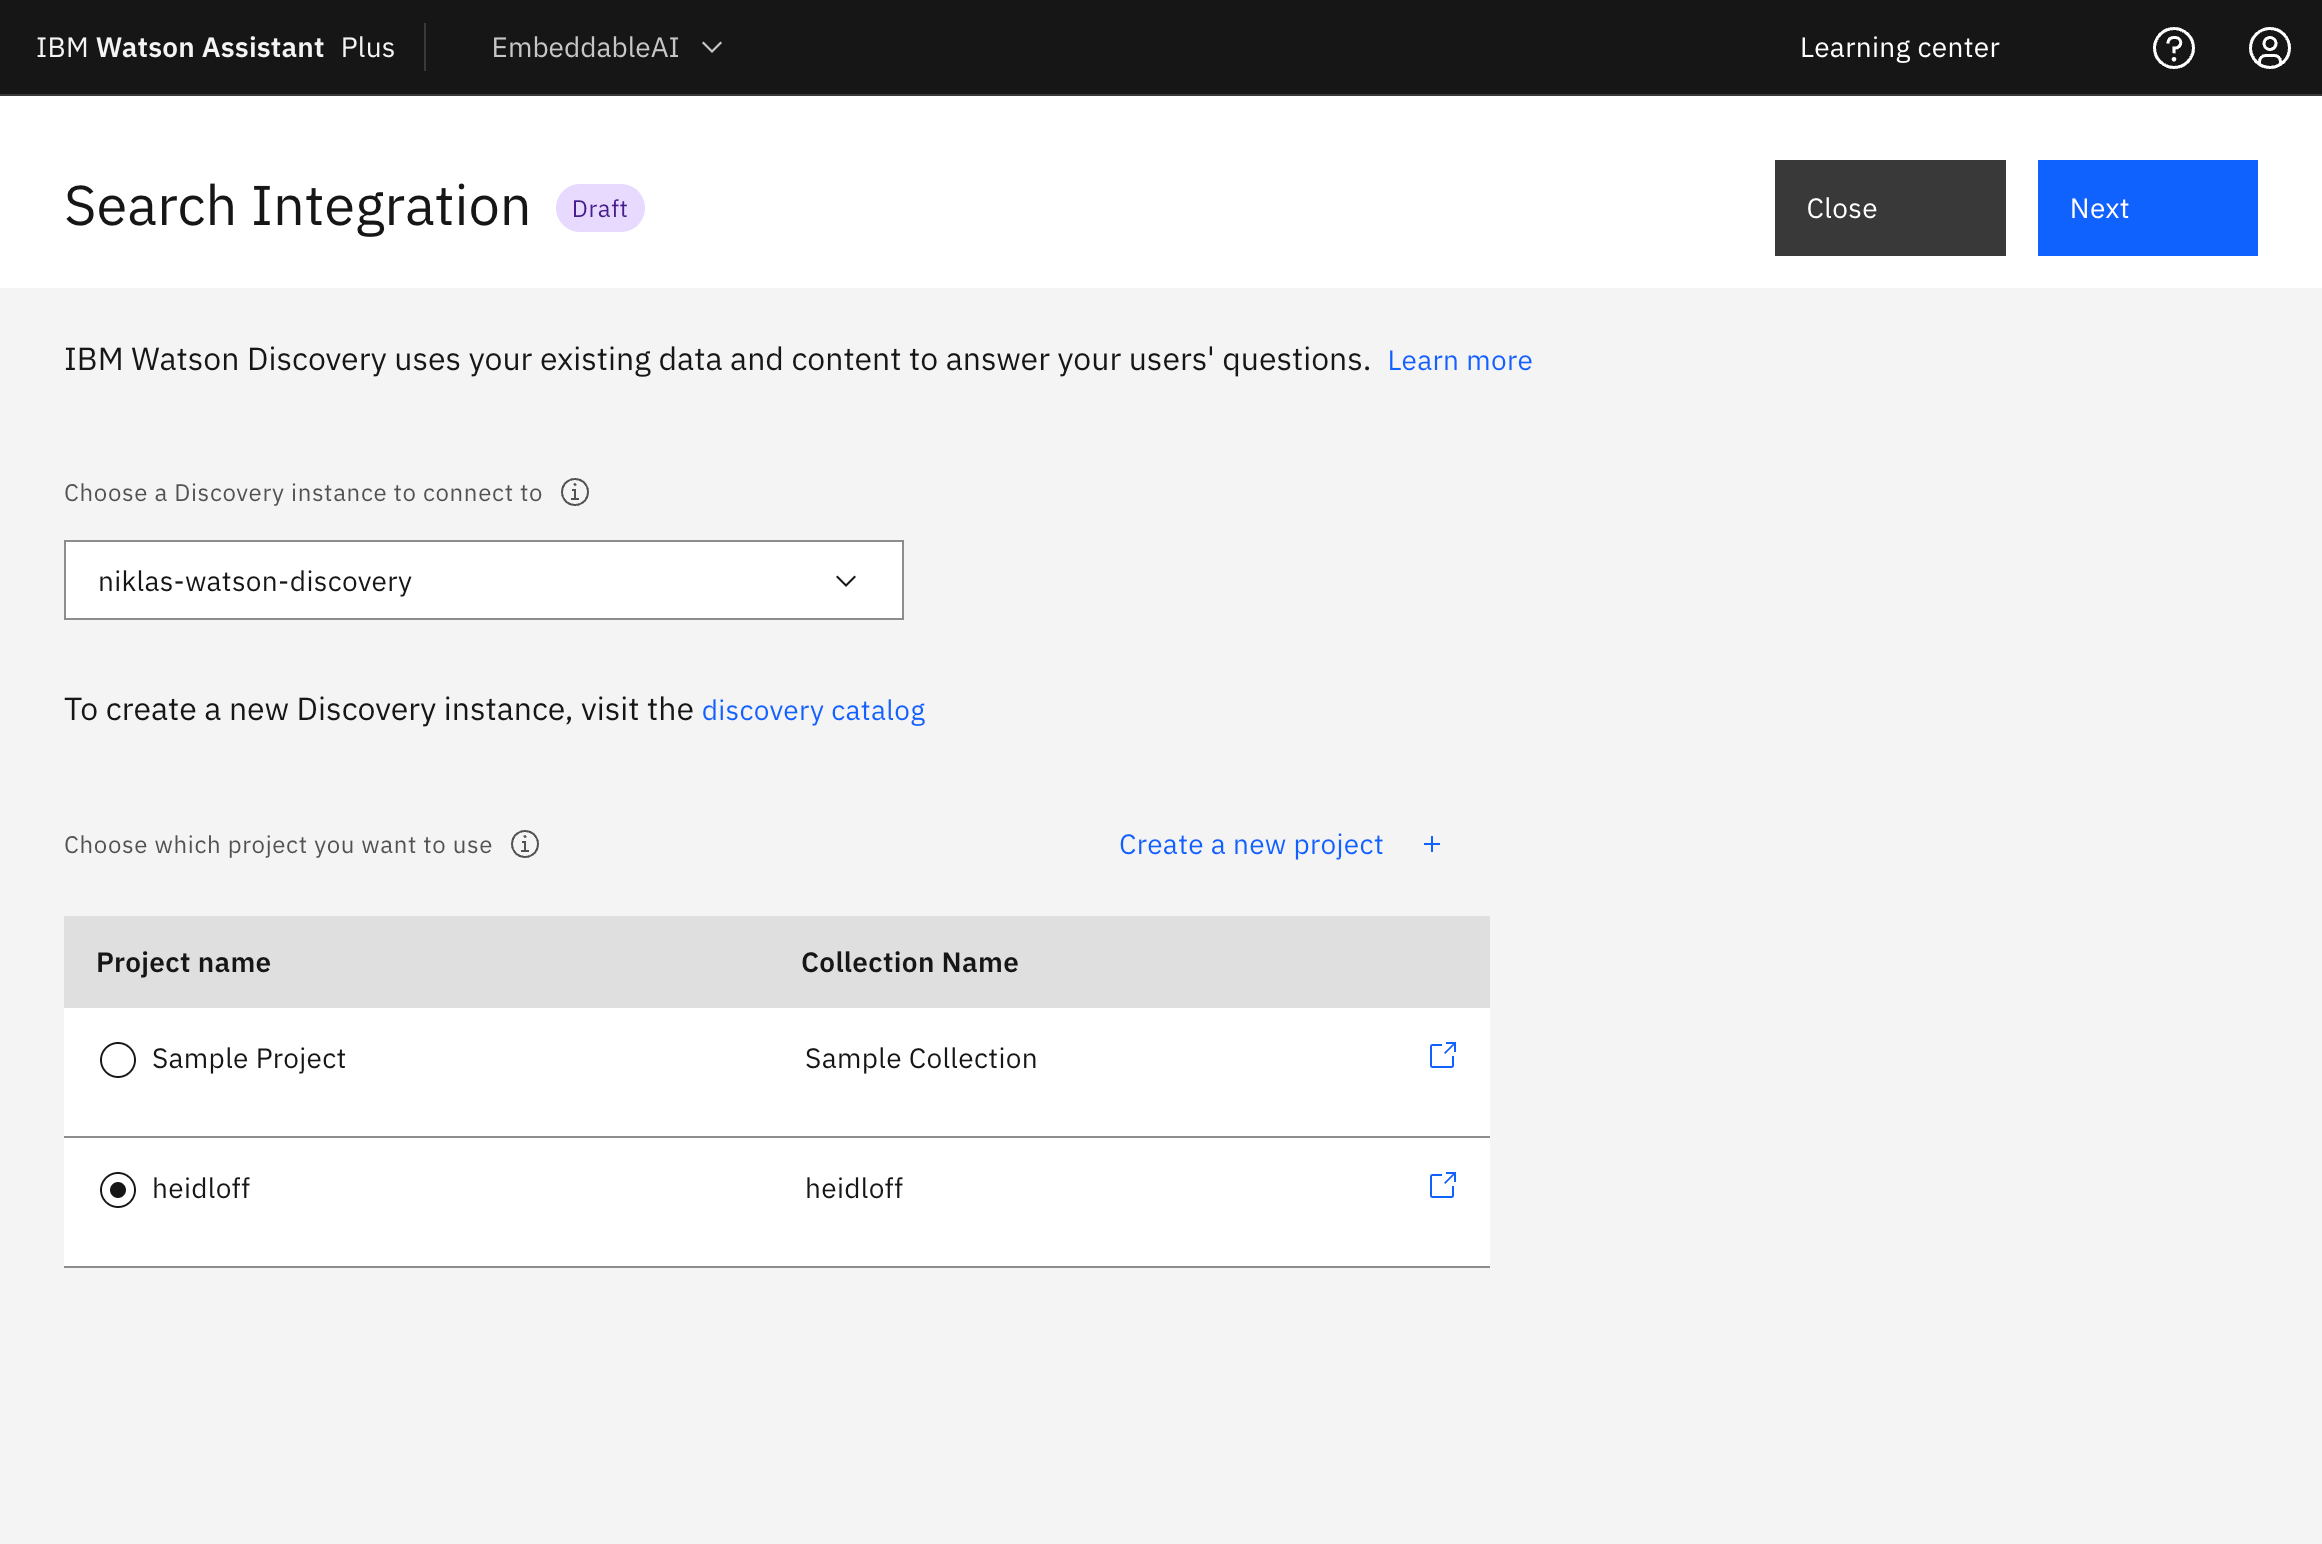 IBM Watson Assistant Plus
EmbeddableAI
Learning center
Search Integration
Draft
Close
Next
IBM Watson Discovery uses your existing data and content to answer your users' questions. Learn more
Choose a Discovery instance to connect to
niklas-watson-discovery
To create a new Discovery instance, visit the discovery catalog
Choose which project you want to use
Create a new project +
Project name Collection Name
Sample Project Sample Collection
heidloff heidloff